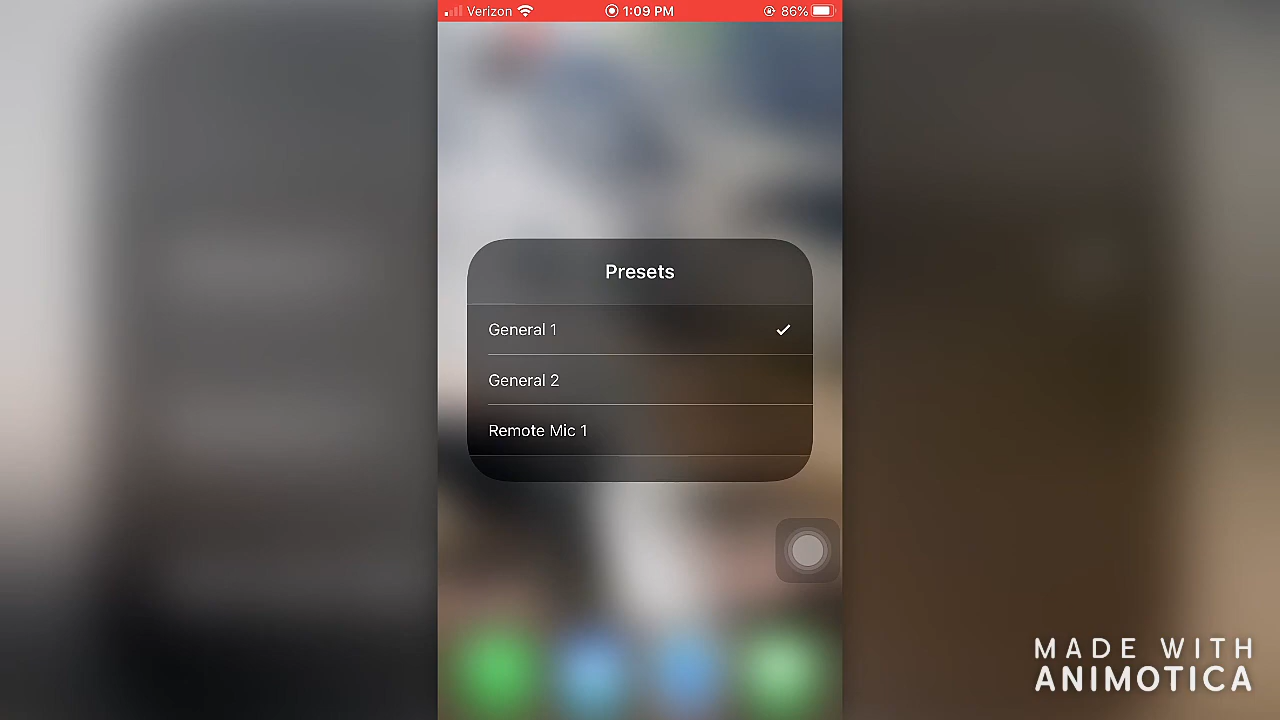 Verizon 1:09 PM 86%
Presets
General 1
General 2
Remote Mic 1
MADE WITH
ANIMOTICA